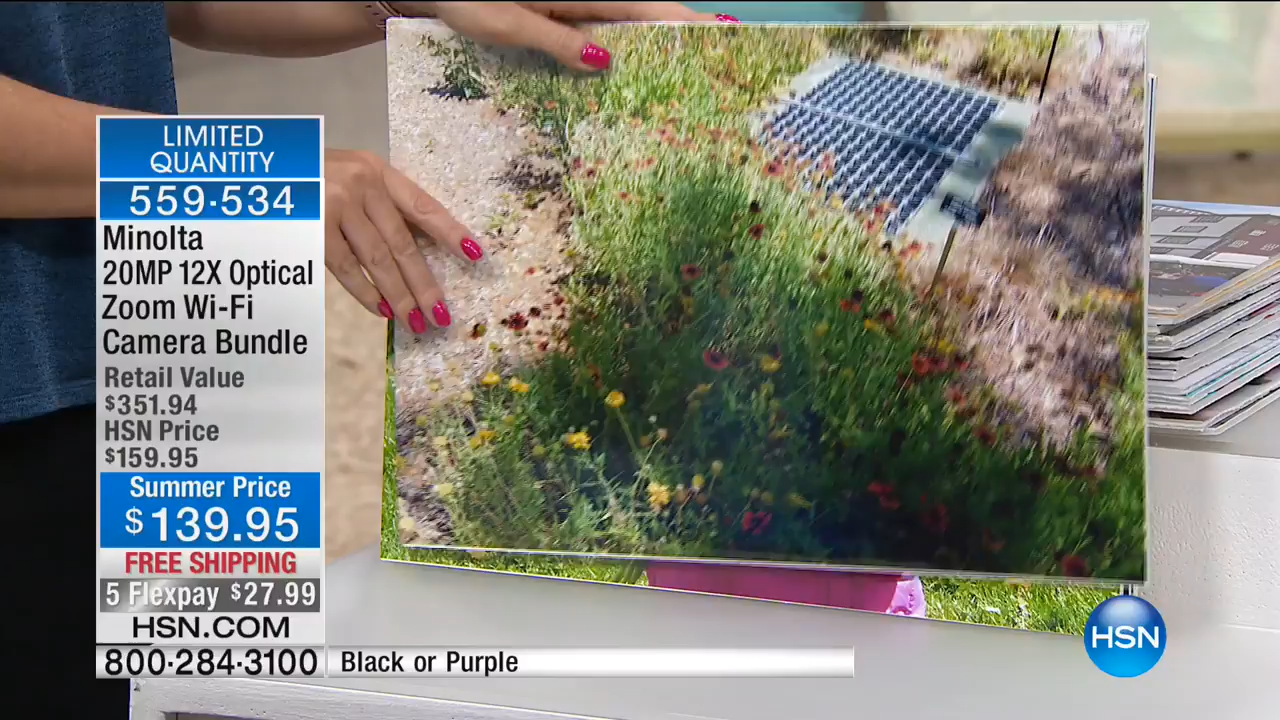 LIMITED
QUANTITY
559-534
Minolta
20MP 12X Optical
Zoom Wi-Fi
Camera Bundle
Retail Value
$351.94
HSN Price
$159.95
Summer Price
$139.95
FREE SHIPPING
5 Flexpay $27.99
HSN.COM
800·284·3100
Black or Purple
HSN